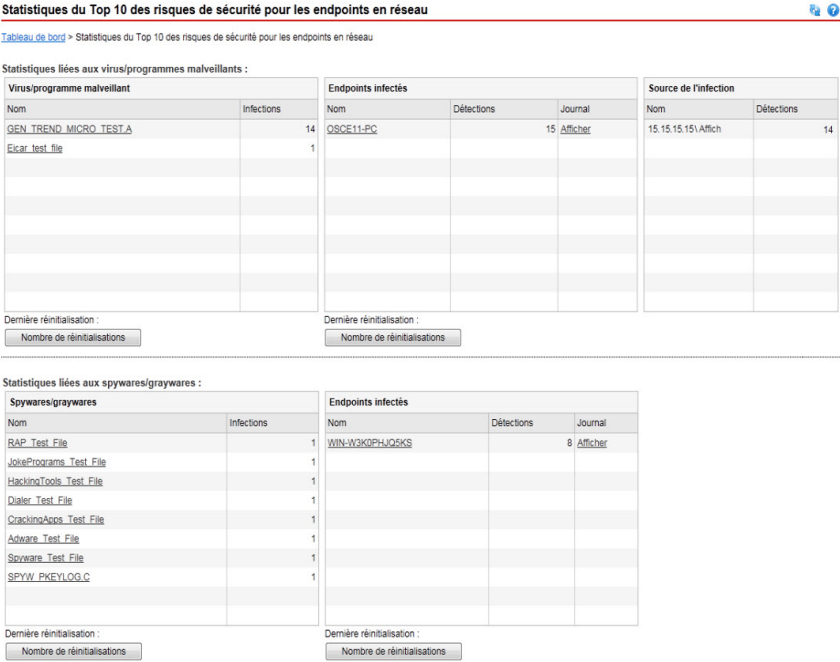 Statistiques du Top 10 des risques de sécurité pour les endpoints en réseau
Tableau de bord > Statistiques du Top 10 des risques de sécurité pour les endpoints en réseau
Statistiques liées aux virus/programmes malveillants :
Virus/programme malveillant Endpoints infectés Source de l'infection
Nom Infections Nom Détections Journal Nom Détections
GEN_TREND_MICRO_TEST.A 14 OSCE11-PC 15 Afficher 15.15.15.15\Affich 14
Eicar_test_file 1
Dernière réinitialisation : Dernière réinitialisation :
Nombre de réinitialisations Nombre de réinitialisations
Statistiques liées aux spywares/graywares :
Spywares/graywares Endpoints infectés
Nom Infections Nom Détections Journal
RAP_Test_File 1 WIN-W3K0PHJQ5KS 8 Afficher
JokePrograms_Test_File 1
HackingTools_Test_File 1
Dialer_Test_File 1
CrackingApps_Test_File 1
Adware_Test_File 1
Spyware_Test_File 1
SPYW_PKEYLOG.C 1
Dernière réinitialisation : Dernière réinitialisation :
Nombre de réinitialisations Nombre de réinitialisations